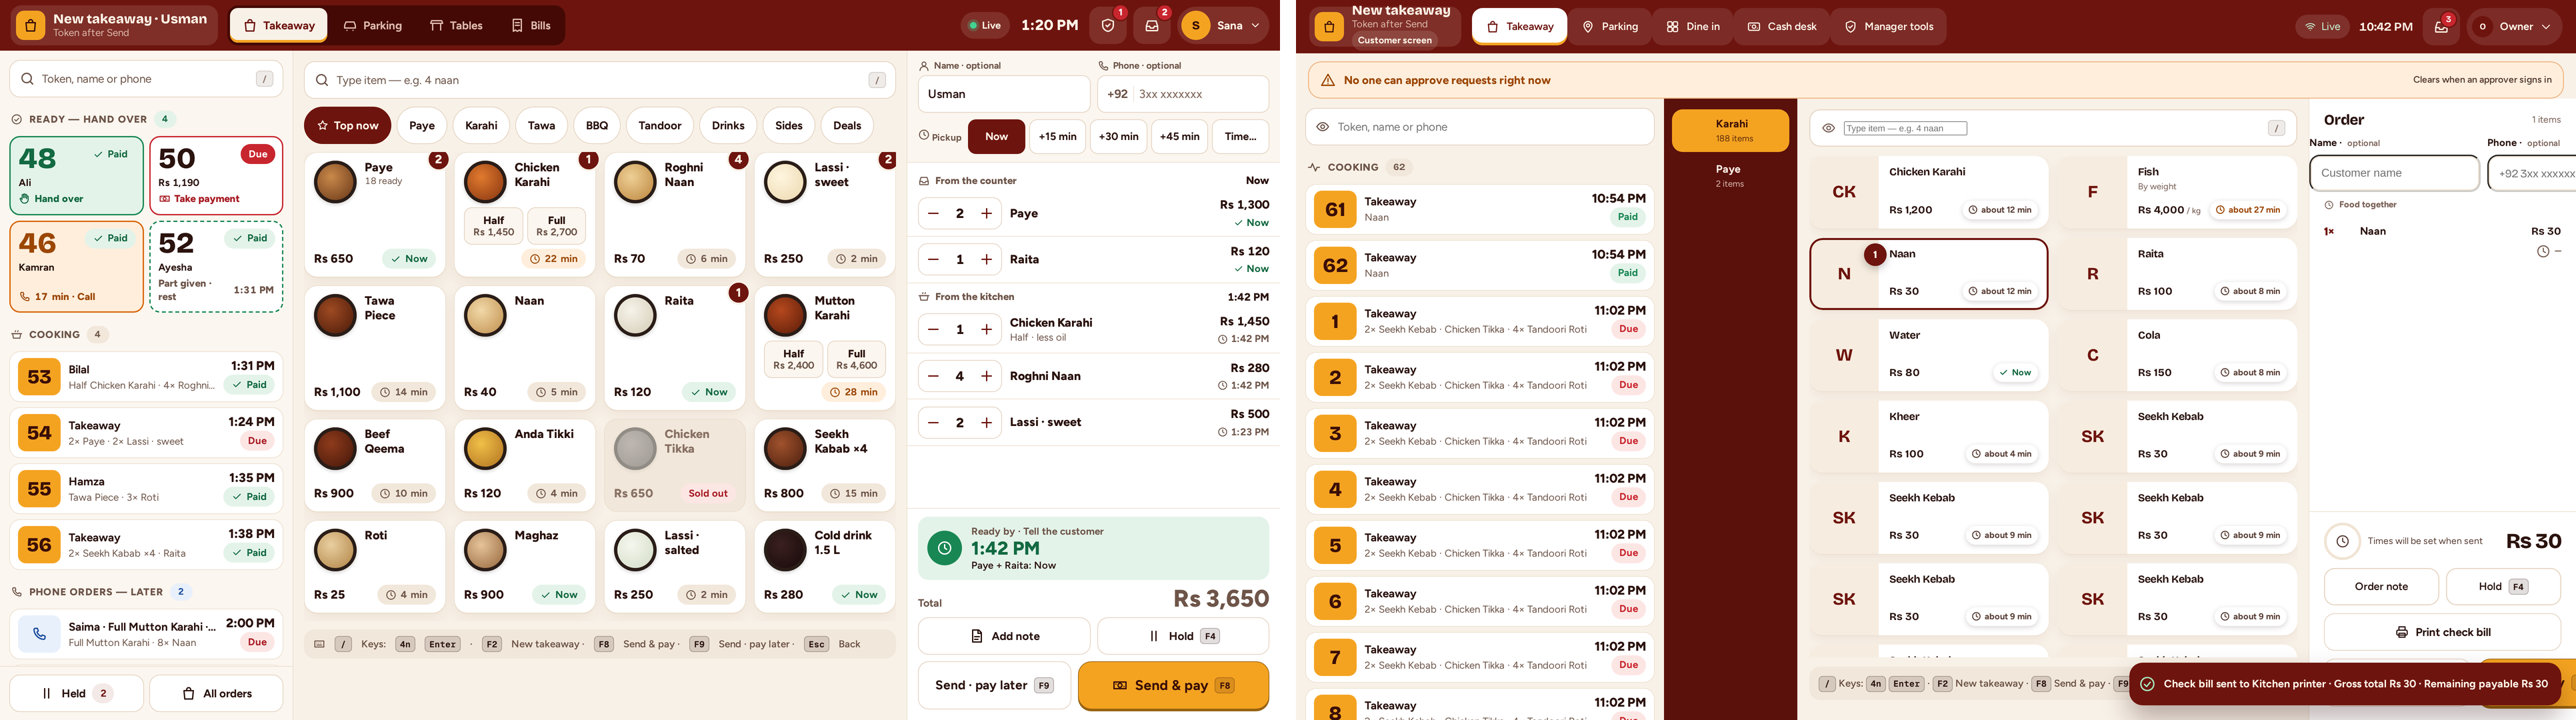 New takeaway · Usman
Token after Send
Takeaway
Parking
Tables
Bills
Live
1:20 PM
1
2
S
Sana
Token, name or phone
/
READY — HAND OVER 4
48
Paid
Ali
Hand over
50
Due
Rs 1,190
Take payment
46
Paid
Kamran
17 min · Call
52
Paid
Ayesha
Part given · rest
1:31 PM
COOKING 4
53
Bilal
Half Chicken Karahi · 4× Roghni...
1:31 PM
Paid
54
Takeaway
2× Paye · 2× Lassi · sweet
1:24 PM
Due
55
Hamza
Tawa Piece · 3× Roti
1:35 PM
Paid
56
Takeaway
2× Seekh Kabab ×4 · Raita
1:38 PM
Paid
PHONE ORDERS — LATER 2
Saima · Full Mutton Karahi ·...
Full Mutton Karahi · 8× Naan
2:00 PM
Due
Held 2
All orders
Type item — e.g. 4 naan
/
Top now
Paye
Karahi
Tawa
BBQ
Tandoor
Drinks
Sides
Deals
Paye
18 ready
2
Rs 650
Now
Chicken Karahi
1
Half
Rs 1,450
Full
Rs 2,700
22 min
Roghni Naan
4
Rs 70
6 min
Lassi · sweet
2
Rs 250
2 min
Tawa Piece
Rs 1,100
14 min
Naan
Rs 40
5 min
Raita
1
Rs 120
Now
Mutton Karahi
Half
Rs 2,400
Full
Rs 4,600
28 min
Beef Qeema
Rs 900
10 min
Anda Tikki
Rs 120
4 min
Chicken Tikka
Rs 650
Sold out
Seekh Kabab ×4
Rs 800
15 min
Roti
Rs 25
4 min
Maghaz
Rs 900
Now
Lassi · salted
Rs 250
2 min
Cold drink 1.5 L
Rs 280
Now
/ Keys: 4n Enter · F2 New takeaway · F8 Send & pay · F9 Send · pay later · Esc Back
Name · optional
Usman
Phone · optional
+92 3xx xxxxxxx
Pickup
Now
+15 min
+30 min
+45 min
Time...
From the counter
Now
− 2 + Paye
Rs 1,300
Now
− 1 + Raita
Rs 120
Now
From the kitchen
1:42 PM
− 1 + Chicken Karahi
Half · less oil
Rs 1,450
1:42 PM
− 4 + Roghni Naan
Rs 280
1:42 PM
− 2 + Lassi · sweet
Rs 500
1:23 PM
Ready by · Tell the customer
1:42 PM
Paye + Raita: Now
Total
Rs 3,650
Add note
Hold F4
Send · pay later F9
Send & pay F8
New takeaway
Token after Send
Customer screen
Takeaway
Parking
Dine in
Cash desk
Manager tools
Live
10:42 PM
3
O
Owner
No one can approve requests right now
Clears when an approver signs in
Token, name or phone
COOKING 62
61
Takeaway
Naan
10:54 PM
Paid
62
Takeaway
Naan
10:54 PM
Paid
1
Takeaway
2× Seekh Kebab · Chicken Tikka · 4× Tandoori Roti
11:02 PM
Due
2
Takeaway
2× Seekh Kebab · Chicken Tikka · 4× Tandoori Roti
11:02 PM
Due
3
Takeaway
2× Seekh Kebab · Chicken Tikka · 4× Tandoori Roti
11:02 PM
Due
4
Takeaway
2× Seekh Kebab · Chicken Tikka · 4× Tandoori Roti
11:02 PM
Due
5
Takeaway
2× Seekh Kebab · Chicken Tikka · 4× Tandoori Roti
11:02 PM
Due
6
Takeaway
2× Seekh Kebab · Chicken Tikka · 4× Tandoori Roti
11:02 PM
Due
7
Takeaway
2× Seekh Kebab · Chicken Tikka · 4× Tandoori Roti
11:02 PM
Due
8
Takeaway
11:02 PM
Karahi
188 items
Paye
2 items
Type item — e.g. 4 naan
/
CK
Chicken Karahi
Rs 1,200
about 12 min
F
Fish
By weight
Rs 4,000 / kg
about 27 min
N
1
Naan
Rs 30
about 12 min
R
Raita
Rs 100
about 8 min
W
Water
Rs 80
Now
C
Cola
Rs 150
about 8 min
K
Kheer
Rs 100
about 4 min
SK
Seekh Kebab
Rs 30
about 9 min
SK
Seekh Kebab
Rs 30
about 9 min
SK
Seekh Kebab
Rs 30
about 9 min
SK
Seekh Kebab
Rs 30
about 9 min
SK
Seekh Kebab
Rs 30
about 9 min
/ Keys: 4n Enter · F2 New takeaway · F8 Send & pay · F9
Order
1 items
Name · optional
Customer name
Phone · optional
+92 3xx xxxxx
Food together
1× Naan
Rs 30
–
Times will be set when sent
Rs 30
Order note
Hold F4
Print check bill
Check bill sent to Kitchen printer · Gross total Rs 30 · Remaining payable Rs 30